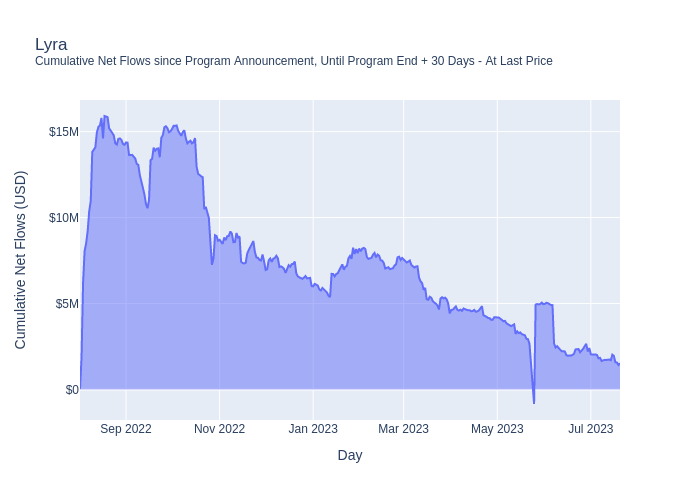 Lyra
Cumulative Net Flows since Program Announcement, Until Program End + 30 Days - At Last Price
Cumulative Net Flows (USD)
$15M
$10M
$5M
$0
Sep 2022
Nov 2022
Jan 2023
Mar 2023
May 2023
Jul 2023
Day